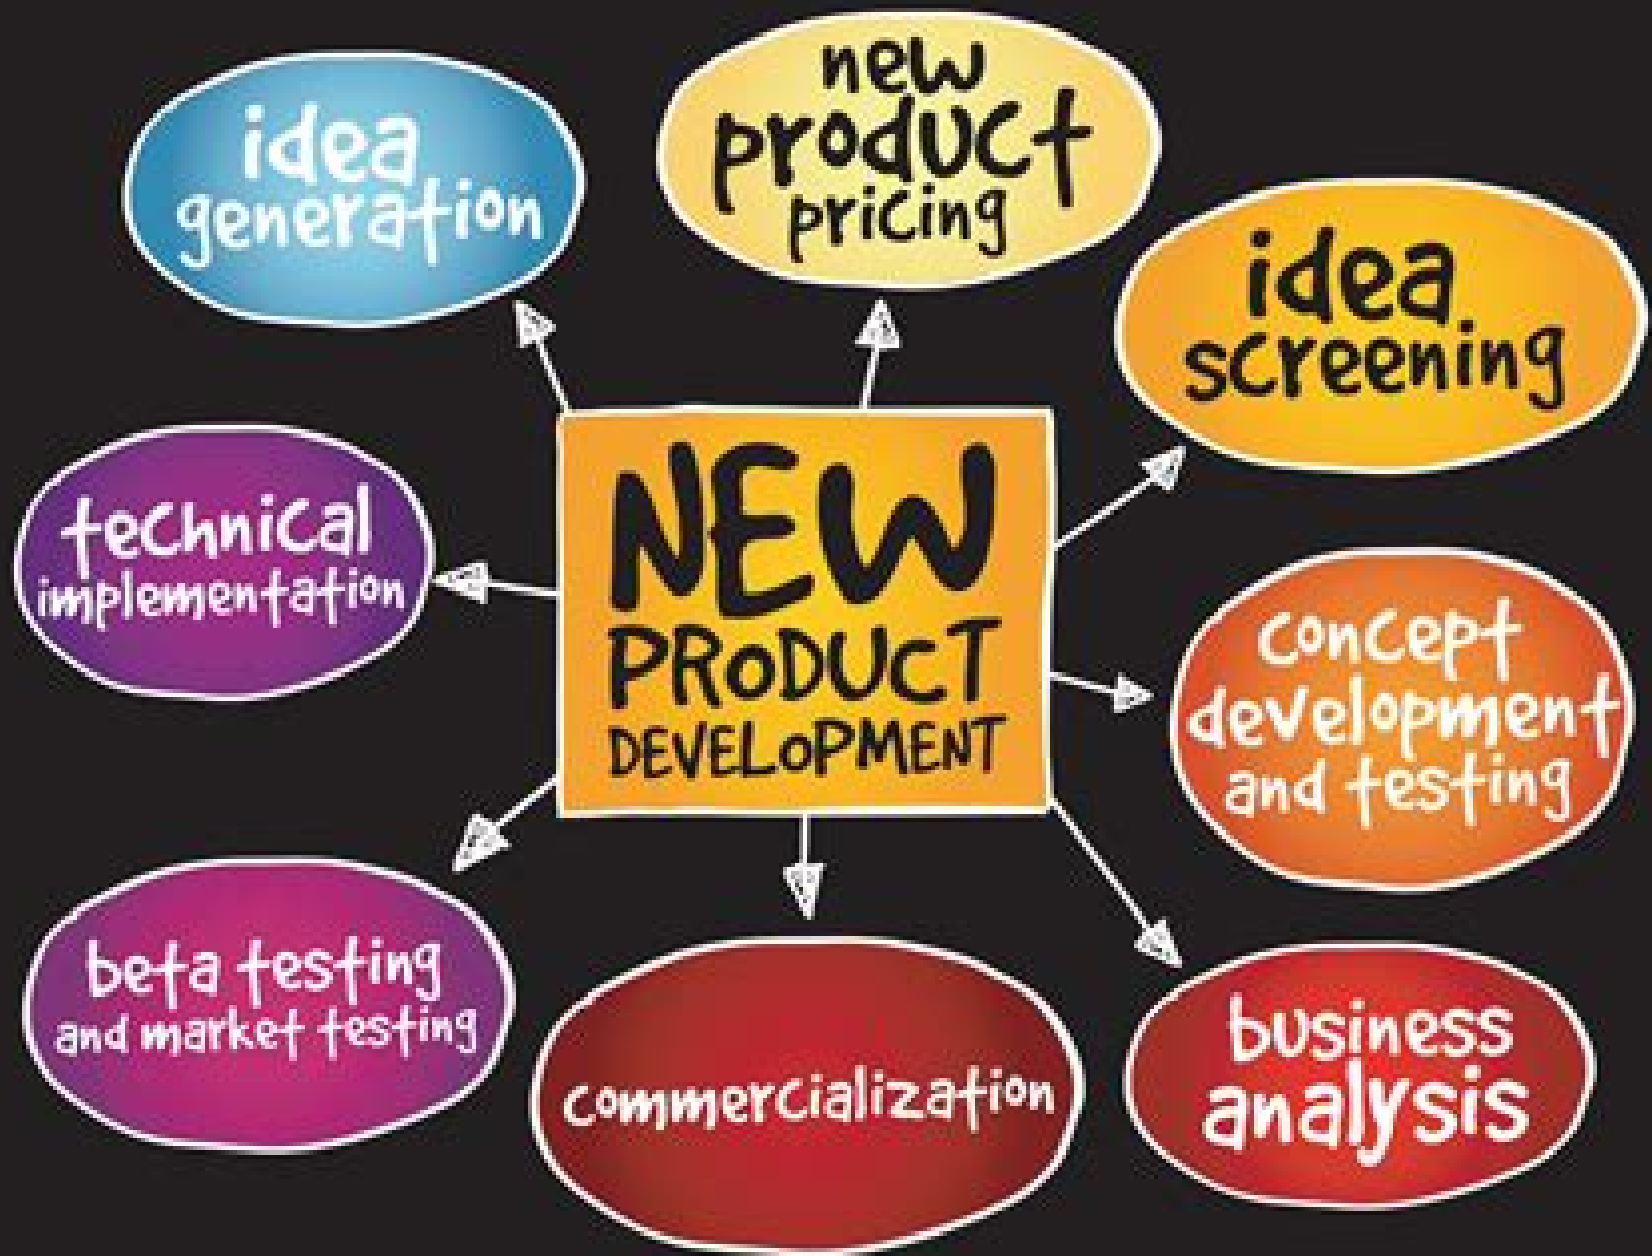 idea
generation
new
product
pricing
idea
screening
technical
implementation
NEW
PRODUCT
DEVELOPMENT
concept
development
and testing
beta testing
and market testing
commercialization
business
analysis